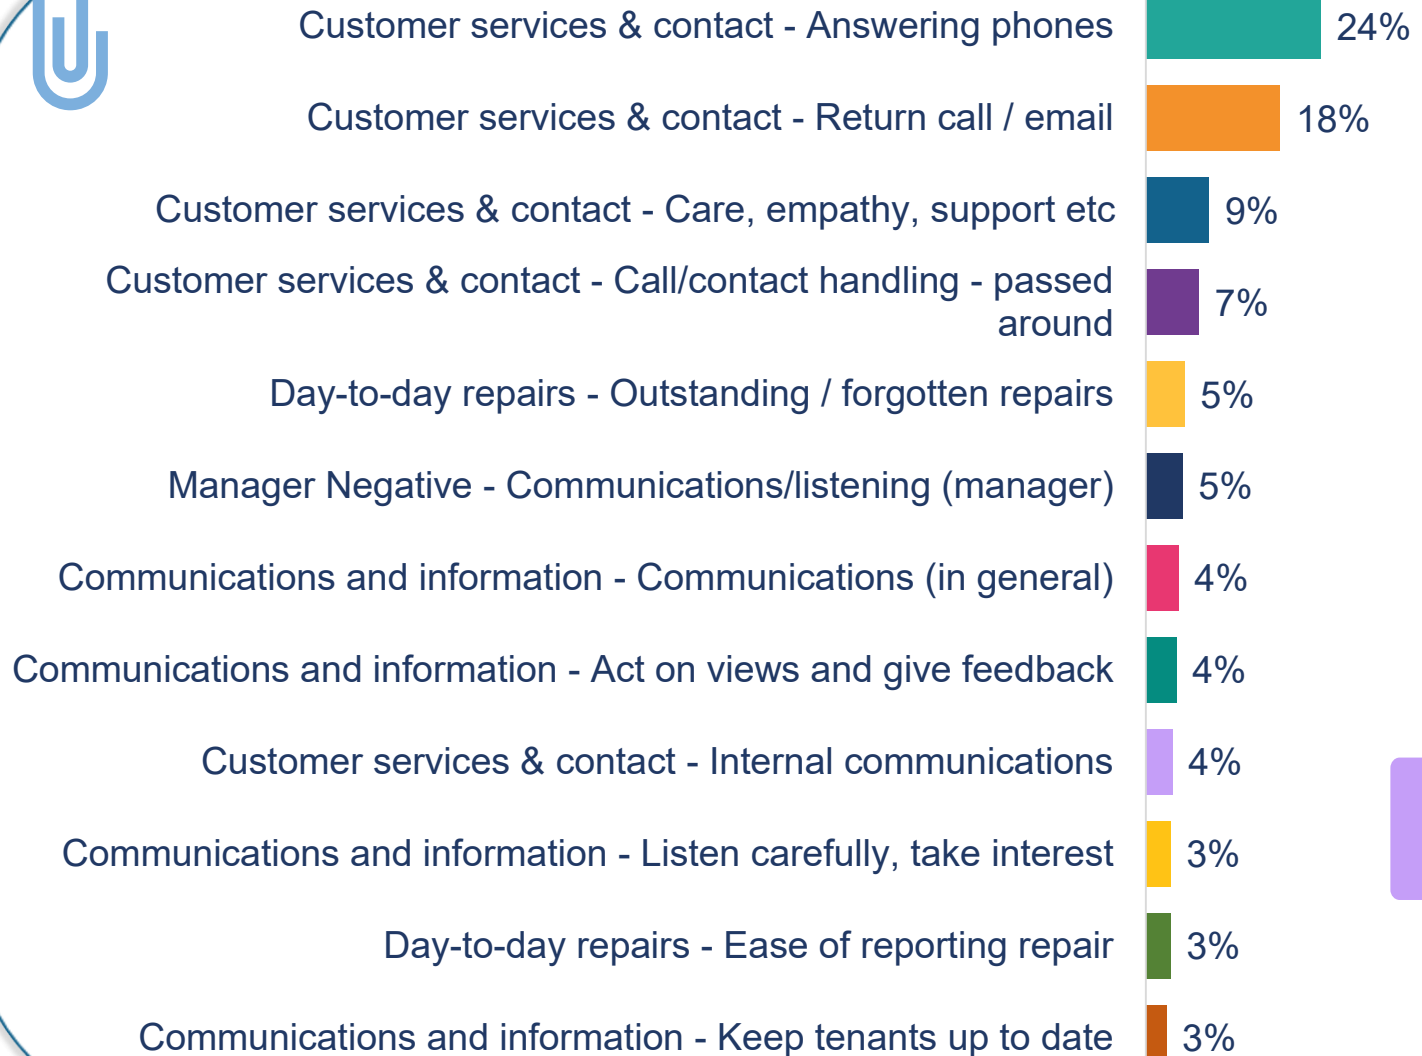 Customer services & contact - Answering phones 24%
Customer services & contact - Return call / email 18%
Customer services & contact - Care, empathy, support etc 9%
Customer services & contact - Call/contact handling - passed
around 7%
Day-to-day repairs - Outstanding / forgotten repairs 5%
Manager Negative - Communications/listening (manager) 5%
Communications and information - Communications (in general) 4%
Communications and information - Act on views and give feedback 4%
Customer services & contact - Internal communications 4%
Communications and information - Listen carefully, take interest 3%
Day-to-day repairs - Ease of reporting repair 3%
Communications and information - Keep tenants up to date 3%